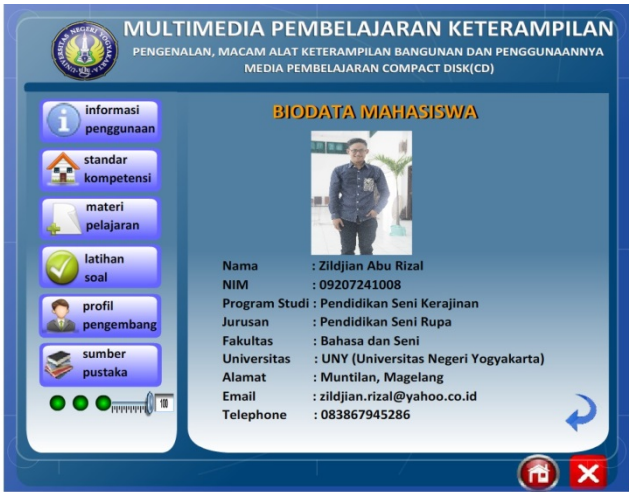 MULTIMEDIA PEMBELAJARAN KETERAMPILAN
PENGENALAN, MACAM ALAT KETERAMPILAN BANGUNAN DAN PENGGUNAANNYA
MEDIA PEMBELAJARAN COMPACT DISK(CD)
informasi
penggunaan
standar
kompetensi
materi
pelajaran
latihan
soal
profil
pengembang
sumber
pustaka
100
BIODATA MAHASISWA
Nama : Zildjian Abu Rizal
NIM : 09207241008
Program Studi : Pendidikan Seni Kerajinan
Jurusan : Pendidikan Seni Rupa
Fakultas : Bahasa dan Seni
Universitas : UNY (Universitas Negeri Yogyakarta)
Alamat : Muntilan, Magelang
Email : zildjian.rizal@yahoo.co.id
Telephone : 083867945286